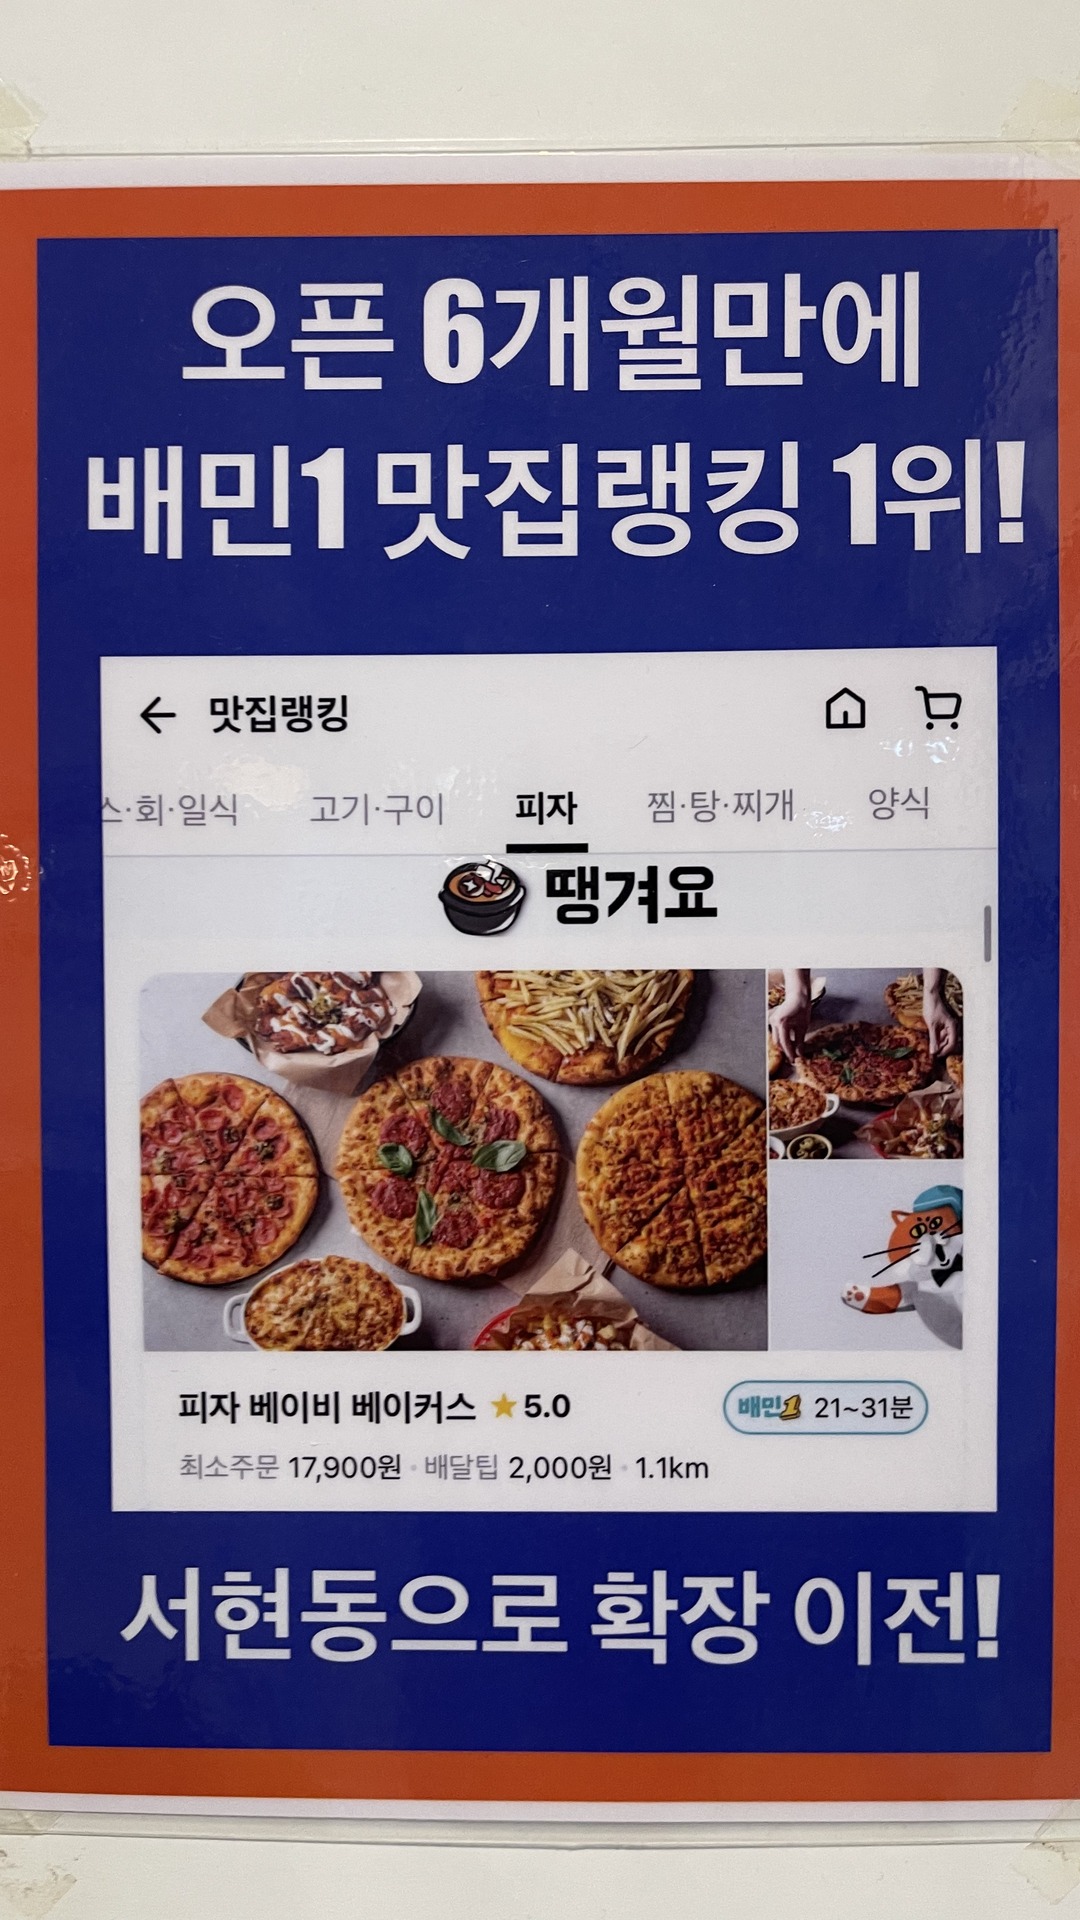 오픈 6개월만에
배민1 맛집랭킹 1위!
맛집랭킹
스·회·일식 고기·구이 피자 찜·탕·찌개 양식
땡겨요
피자 베이비 베이커스 ★ 5.0 배민1 21~31분
최소주문 17,900원 · 배달팁 2,000원 · 1.1km
서현동으로 확장 이전!